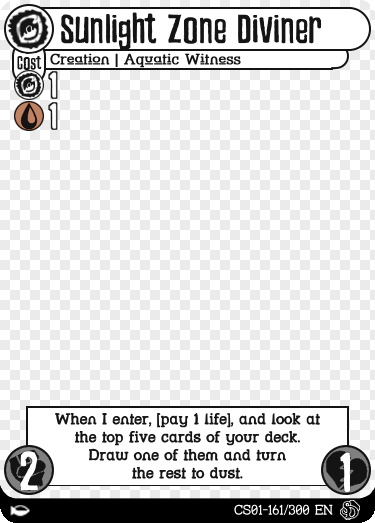 Sunlight Zone Diviner
Cost
Creation | Aquatic Witness
1
1
When I enter, [pay 1 life], and look at
the top five cards of your deck.
Draw one of them and turn
the rest to dust.
2
1
CS01-161/300 EN